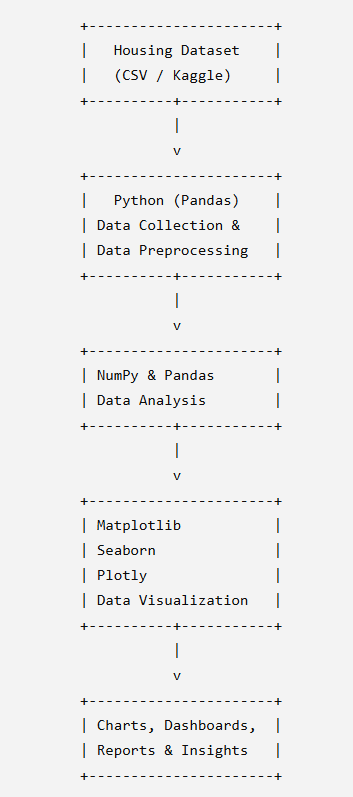 +----------------------+
|   Housing Dataset    |
|   (CSV / Kaggle)     |
+----------+-----------+
           |
           v
+----------------------+
|   Python (Pandas)    |
| Data Collection &    |
| Data Preprocessing   |
+----------+-----------+
           |
           v
+----------------------+
| NumPy & Pandas       |
| Data Analysis        |
+----------+-----------+
           |
           v
+----------------------+
| Matplotlib           |
| Seaborn              |
| Plotly               |
| Data Visualization   |
+----------+-----------+
           |
           v
+----------------------+
| Charts, Dashboards,  |
| Reports & Insights   |
+----------------------+